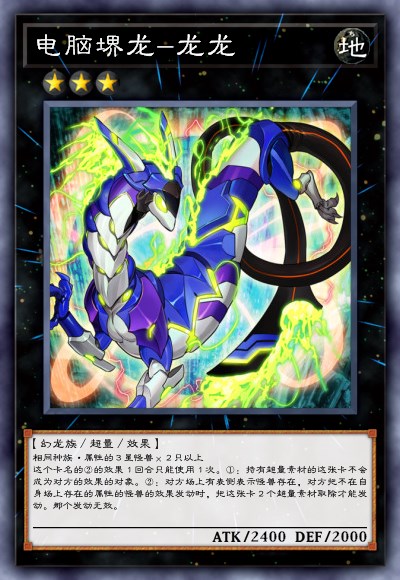 电脑堺龙-龙龙
地
【幻龙族／超量／效果】
相同种族·属性的3星怪兽×2只以上
这个卡名的②的效果1回合只能使用1次。①：持有超量素材的这张卡不会
成为对方的效果的对象。②：对方场上有表侧表示怪兽存在，对方把不在自
身场上存在的属性的怪兽的效果发动时，把这张卡2个超量素材取除才能发
动。那个发动无效。
ATK/2400 DEF/2000